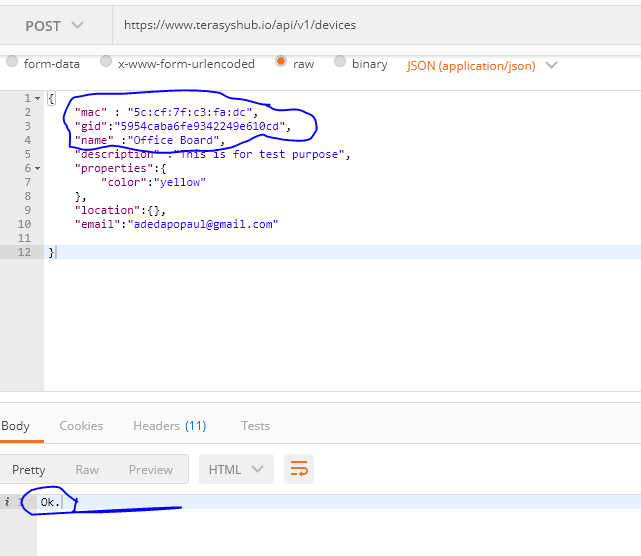 POST https://www.terasyshub.io/api/v1/devices
form-data x-www-form-urlencoded raw binary JSON (application/json)
1 {
2 "mac" : "5c:cf:7f:c3:fa:dc",
3 "gid":"5954caba6fe9342249e610cd",
4 "name" :"Office Board",
5 "description" :"This is for test purpose",
6 "properties":{
7 "color":"yellow"
8 },
9 "location":{},
10 "email":"adedapopaul@gmail.com"
11
12 }
Body Cookies Headers (11) Tests
Pretty Raw Preview HTML
i 1 Ok.